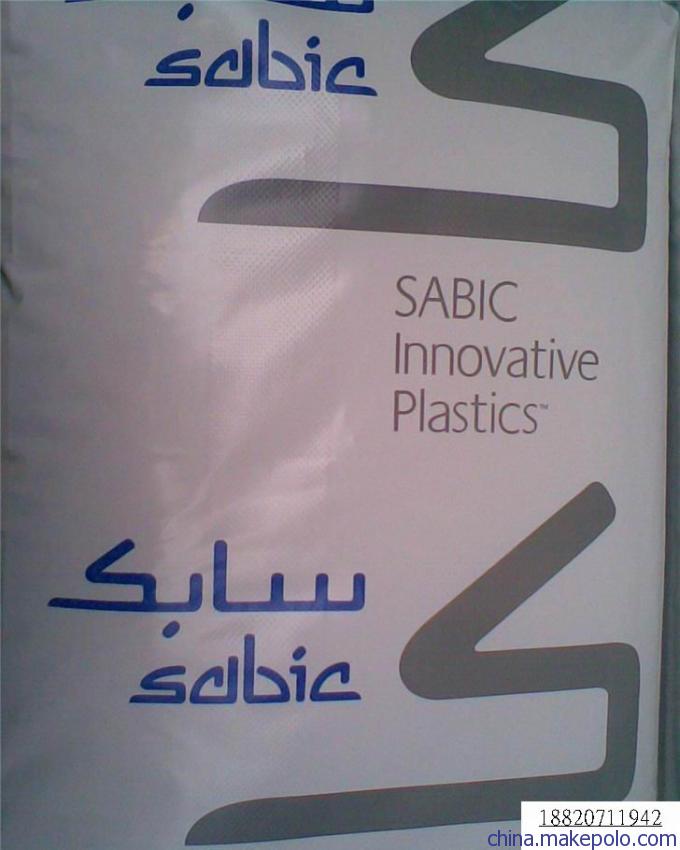 sabic
SABIC
Innovative
Plastics™
سابك
sabic
18820711942
china.makepolo.com